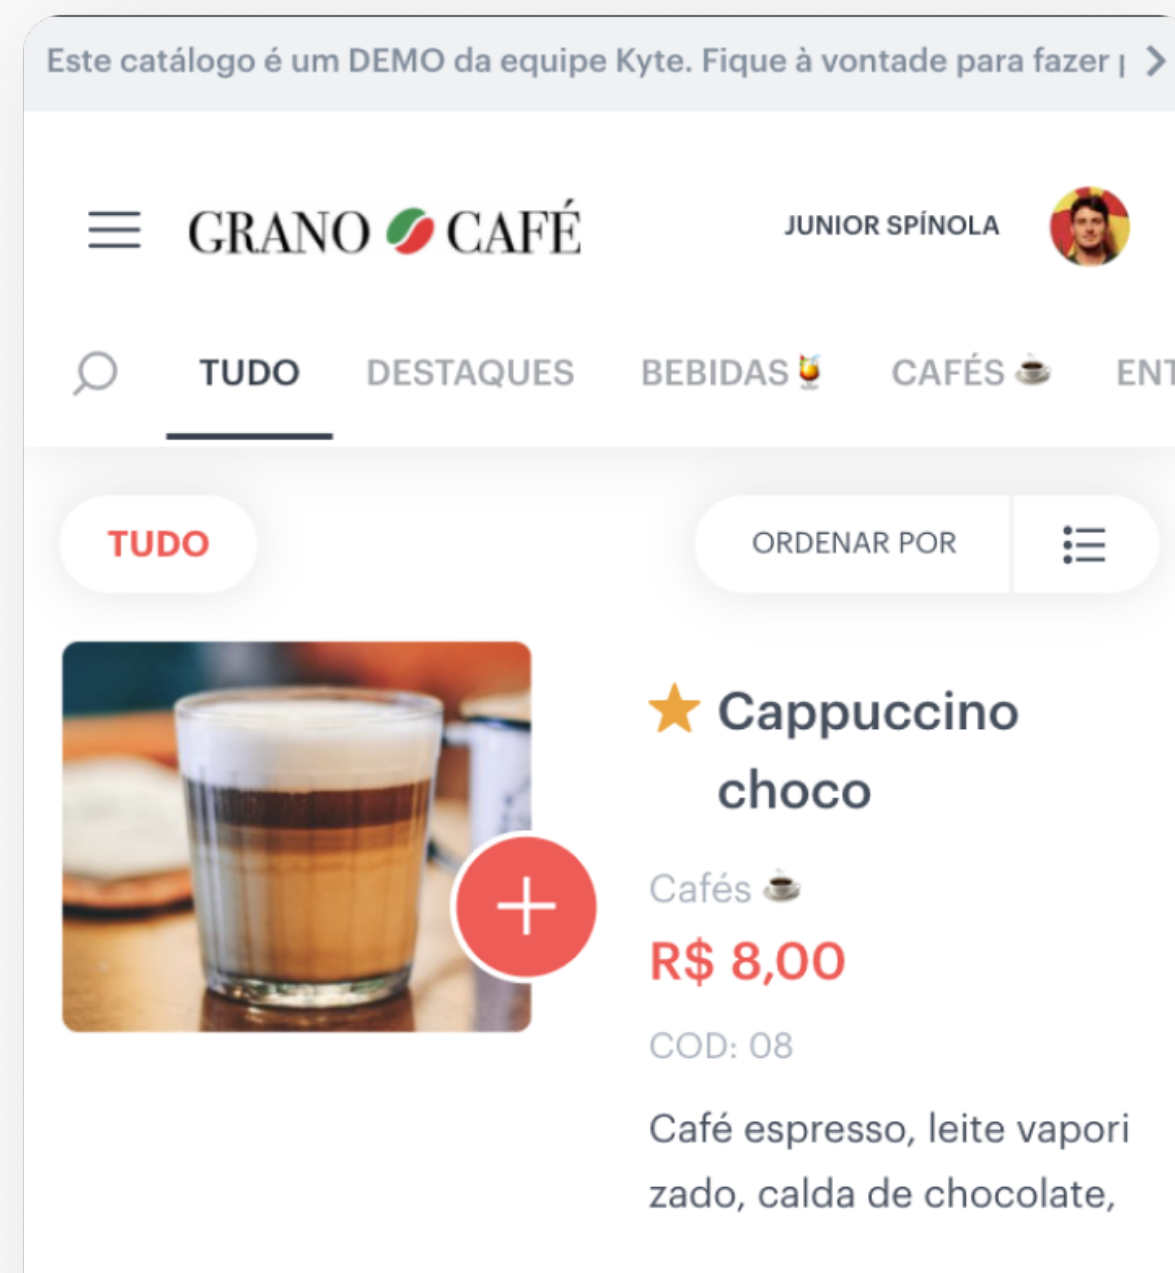 Este catálogo é um DEMO da equipe Kyte. Fique à vontade para fazer
GRANO CAFÉ
JUNIOR SPÍNOLA
TUDO DESTAQUES BEBIDAS🍹 CAFÉS ☕ ENT
TUDO
ORDENAR POR
Cappuccino
choco
Cafés ☕
R$ 8,00
COD: 08
Café espresso, leite vapori
zado, calda de chocolate,